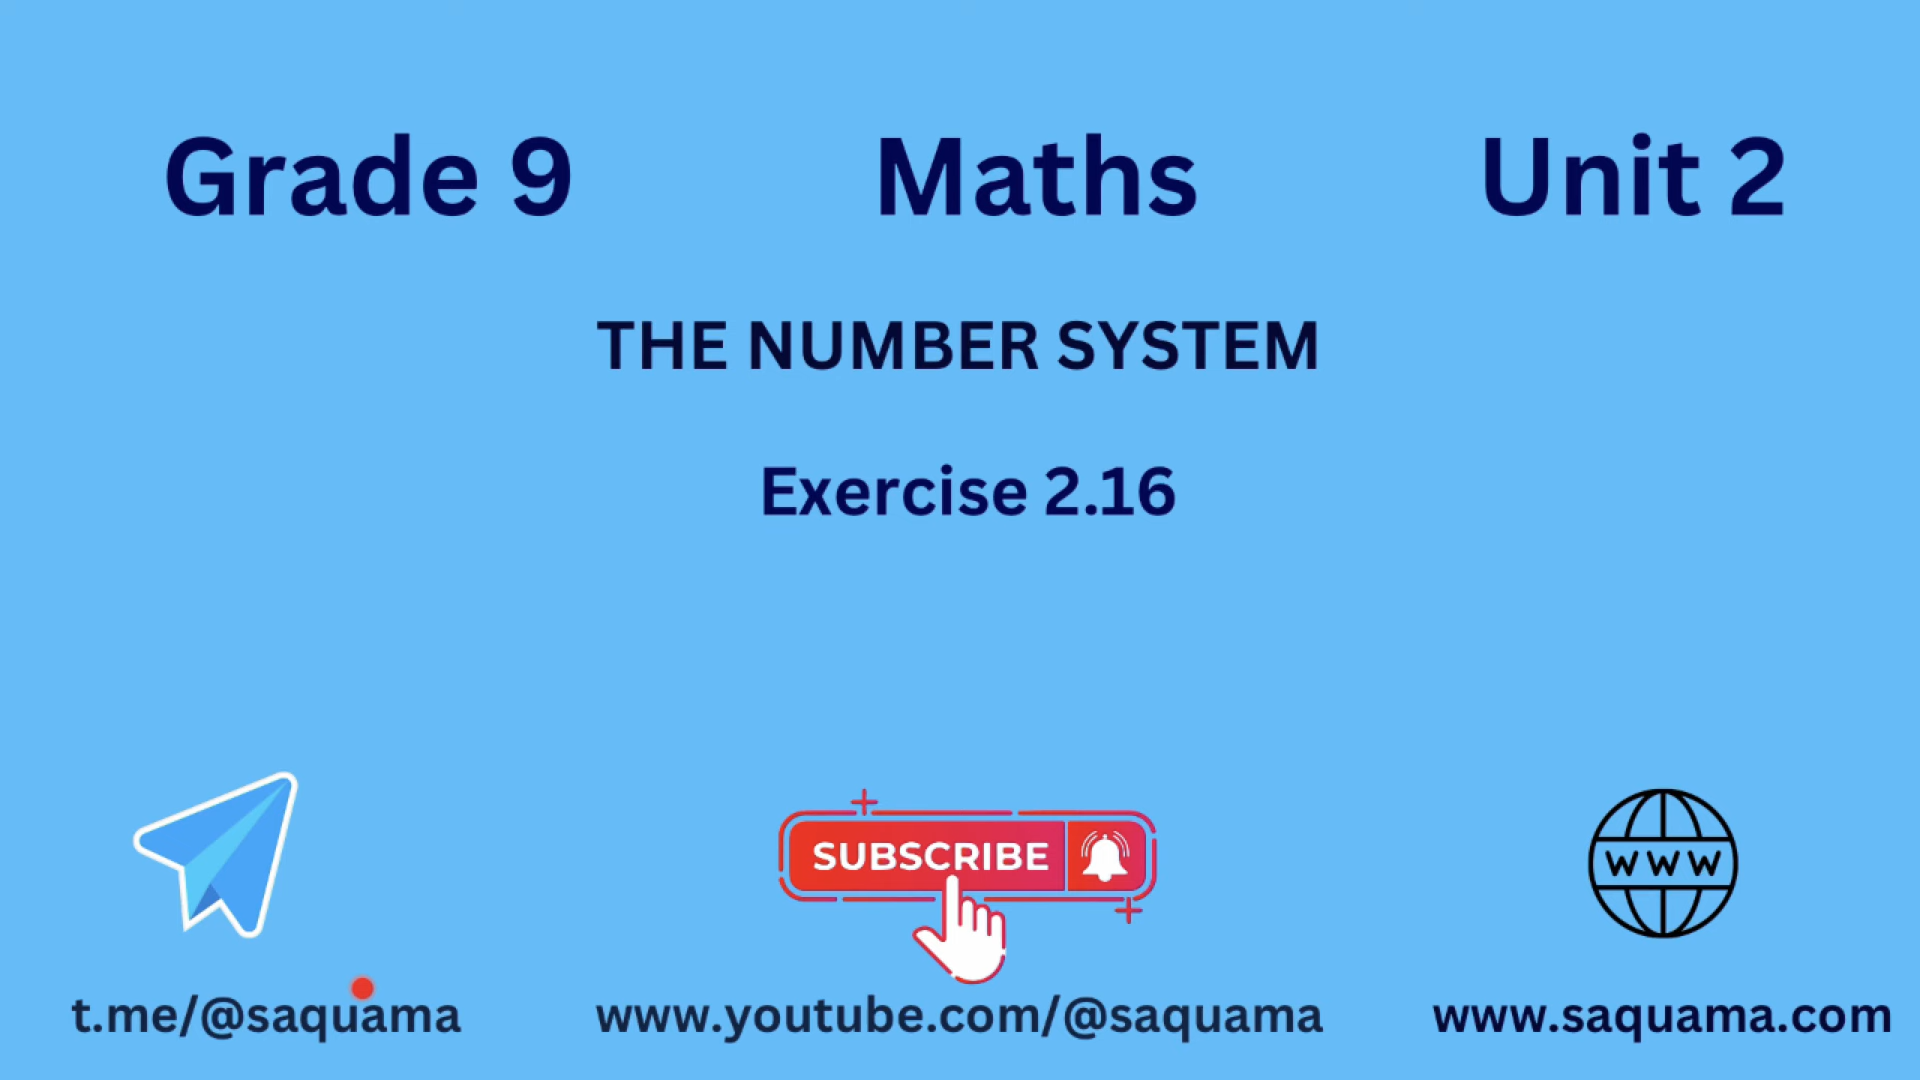 Grade 9 Maths Unit 2
THE NUMBER SYSTEM
Exercise 2.16
SUBSCRIBE
WWW
t.me/@saquama www.youtube.com/@saquama www.saquama.com